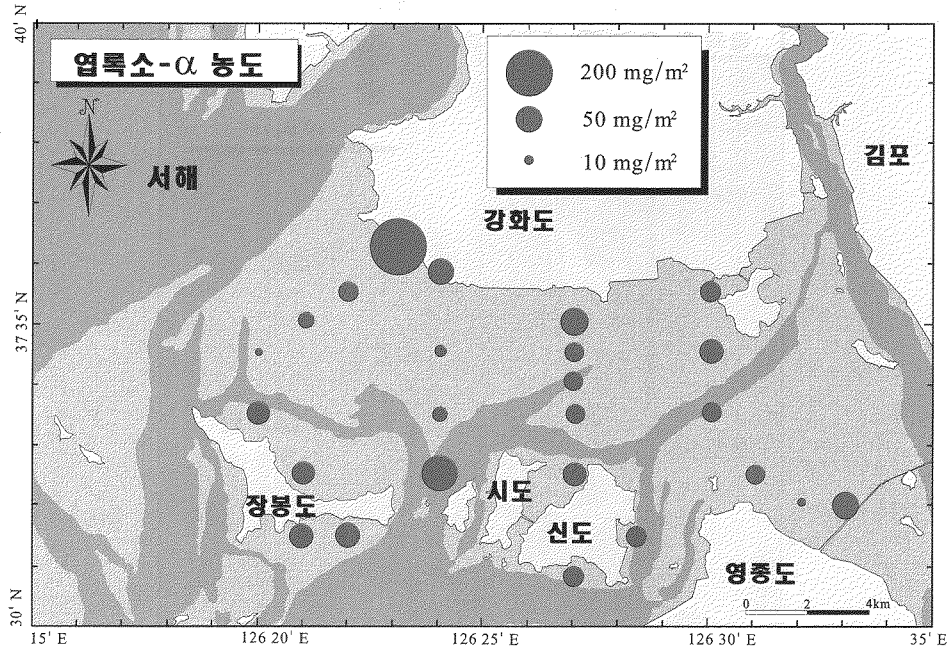 40' N
엽록소-α 농도
200 mg/m²
50 mg/m²
10 mg/m²
N
서해
김포
강화도
37 35' N
장봉도
시도
신도
영종도
0 2 4km
30' N
15' E
126 20' E
126 25' E
126 30' E
35' E